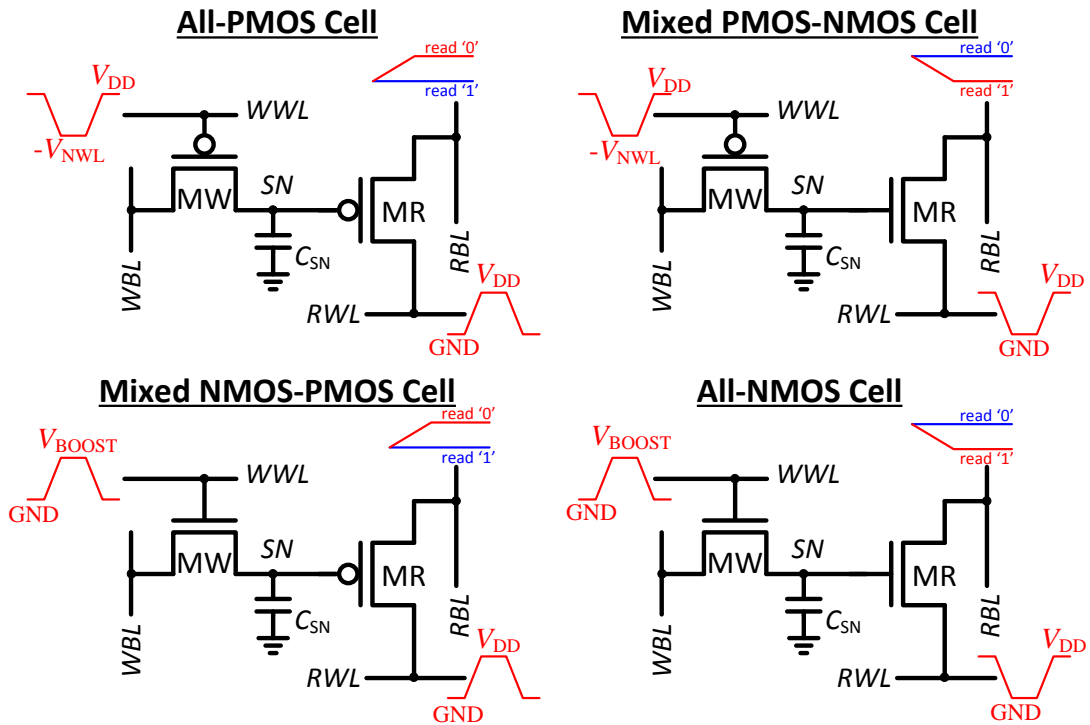 All-PMOS Cell
read ‘0’
read ‘1’
VDD
-VNWL
WWL
MW
SN
MR
CSN
WBL
RBL
RWL
VDD
GND
Mixed PMOS-NMOS Cell
read ‘0’
read ‘1’
VDD
-VNWL
WWL
MW
SN
MR
CSN
WBL
RBL
RWL
VDD
GND
Mixed NMOS-PMOS Cell
read ‘0’
read ‘1’
VBOOST
GND
WWL
MW
SN
MR
CSN
WBL
RBL
RWL
VDD
GND
All-NMOS Cell
read ‘0’
read ‘1’
VBOOST
GND
WWL
MW
SN
MR
CSN
WBL
RBL
RWL
VDD
GND